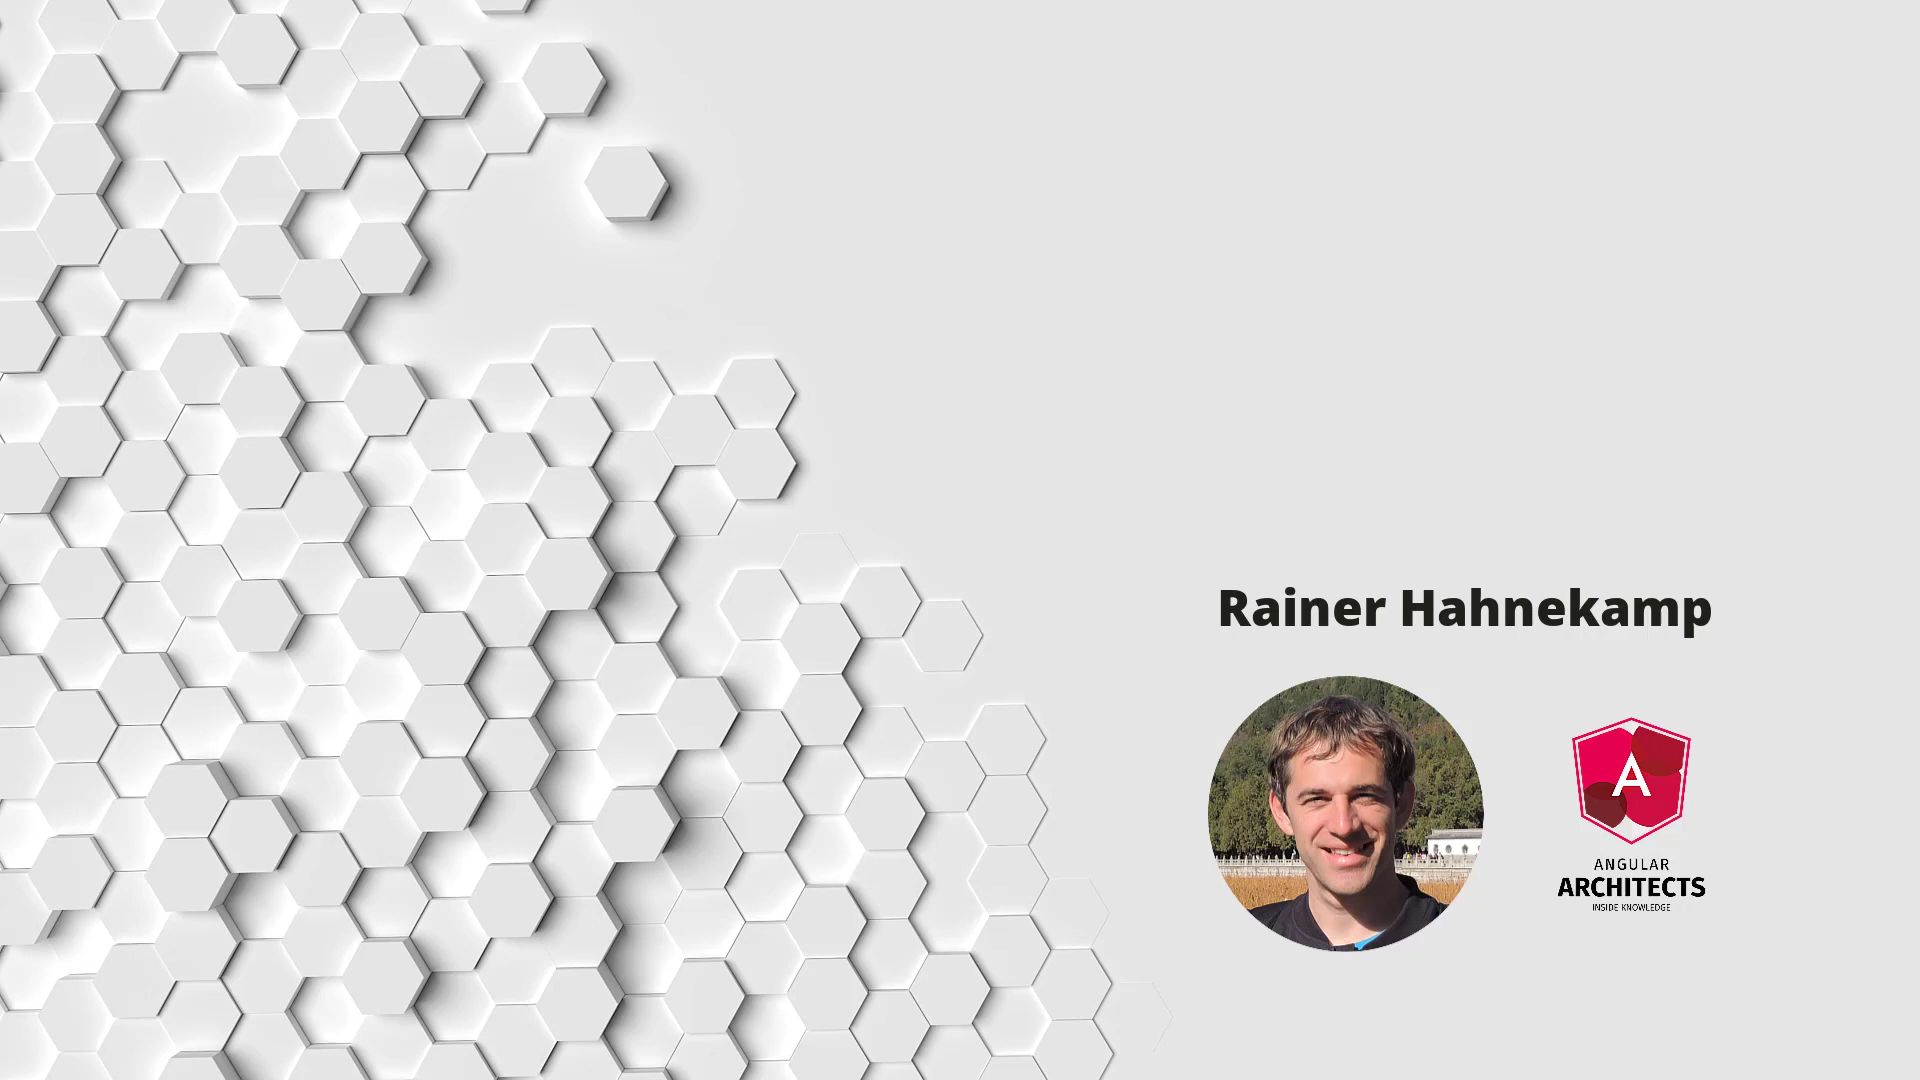 Rainer Hahnekamp
A
ANGULAR
ARCHITECTS
INSIDE KNOWLEDGE